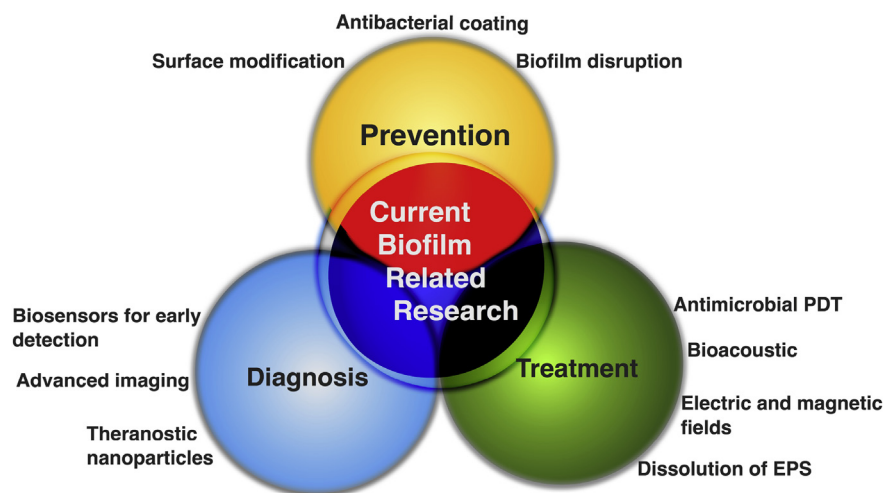 Antibacterial coating
Surface modification
Biofilm disruption
Prevention
Current
Biofilm
Related
Research
Biosensors for early
detection
Advanced imaging
Theranostic
nanoparticles
Diagnosis
Treatment
Antimicrobial PDT
Bioacoustic
Electric and magnetic
fields
Dissolution of EPS